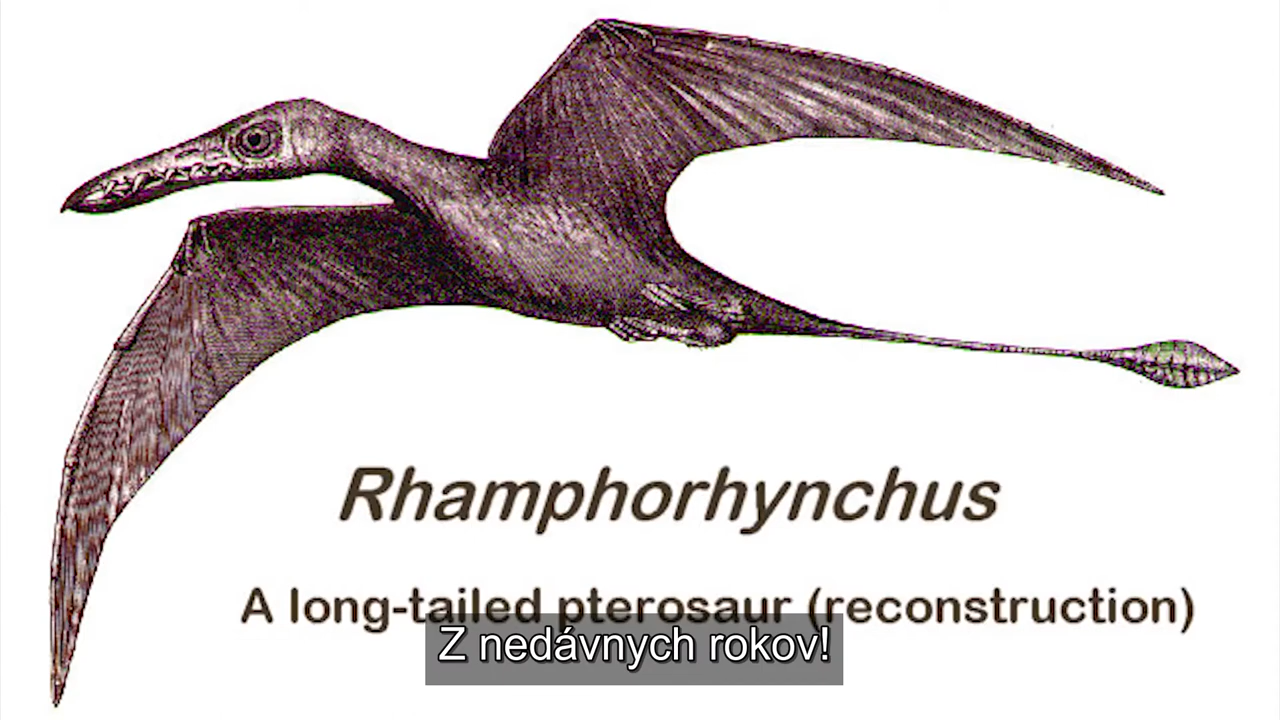 Rhamphorhynchus
A long-tailed pterosaur (reconstruction)
Z nedávnych rokov!